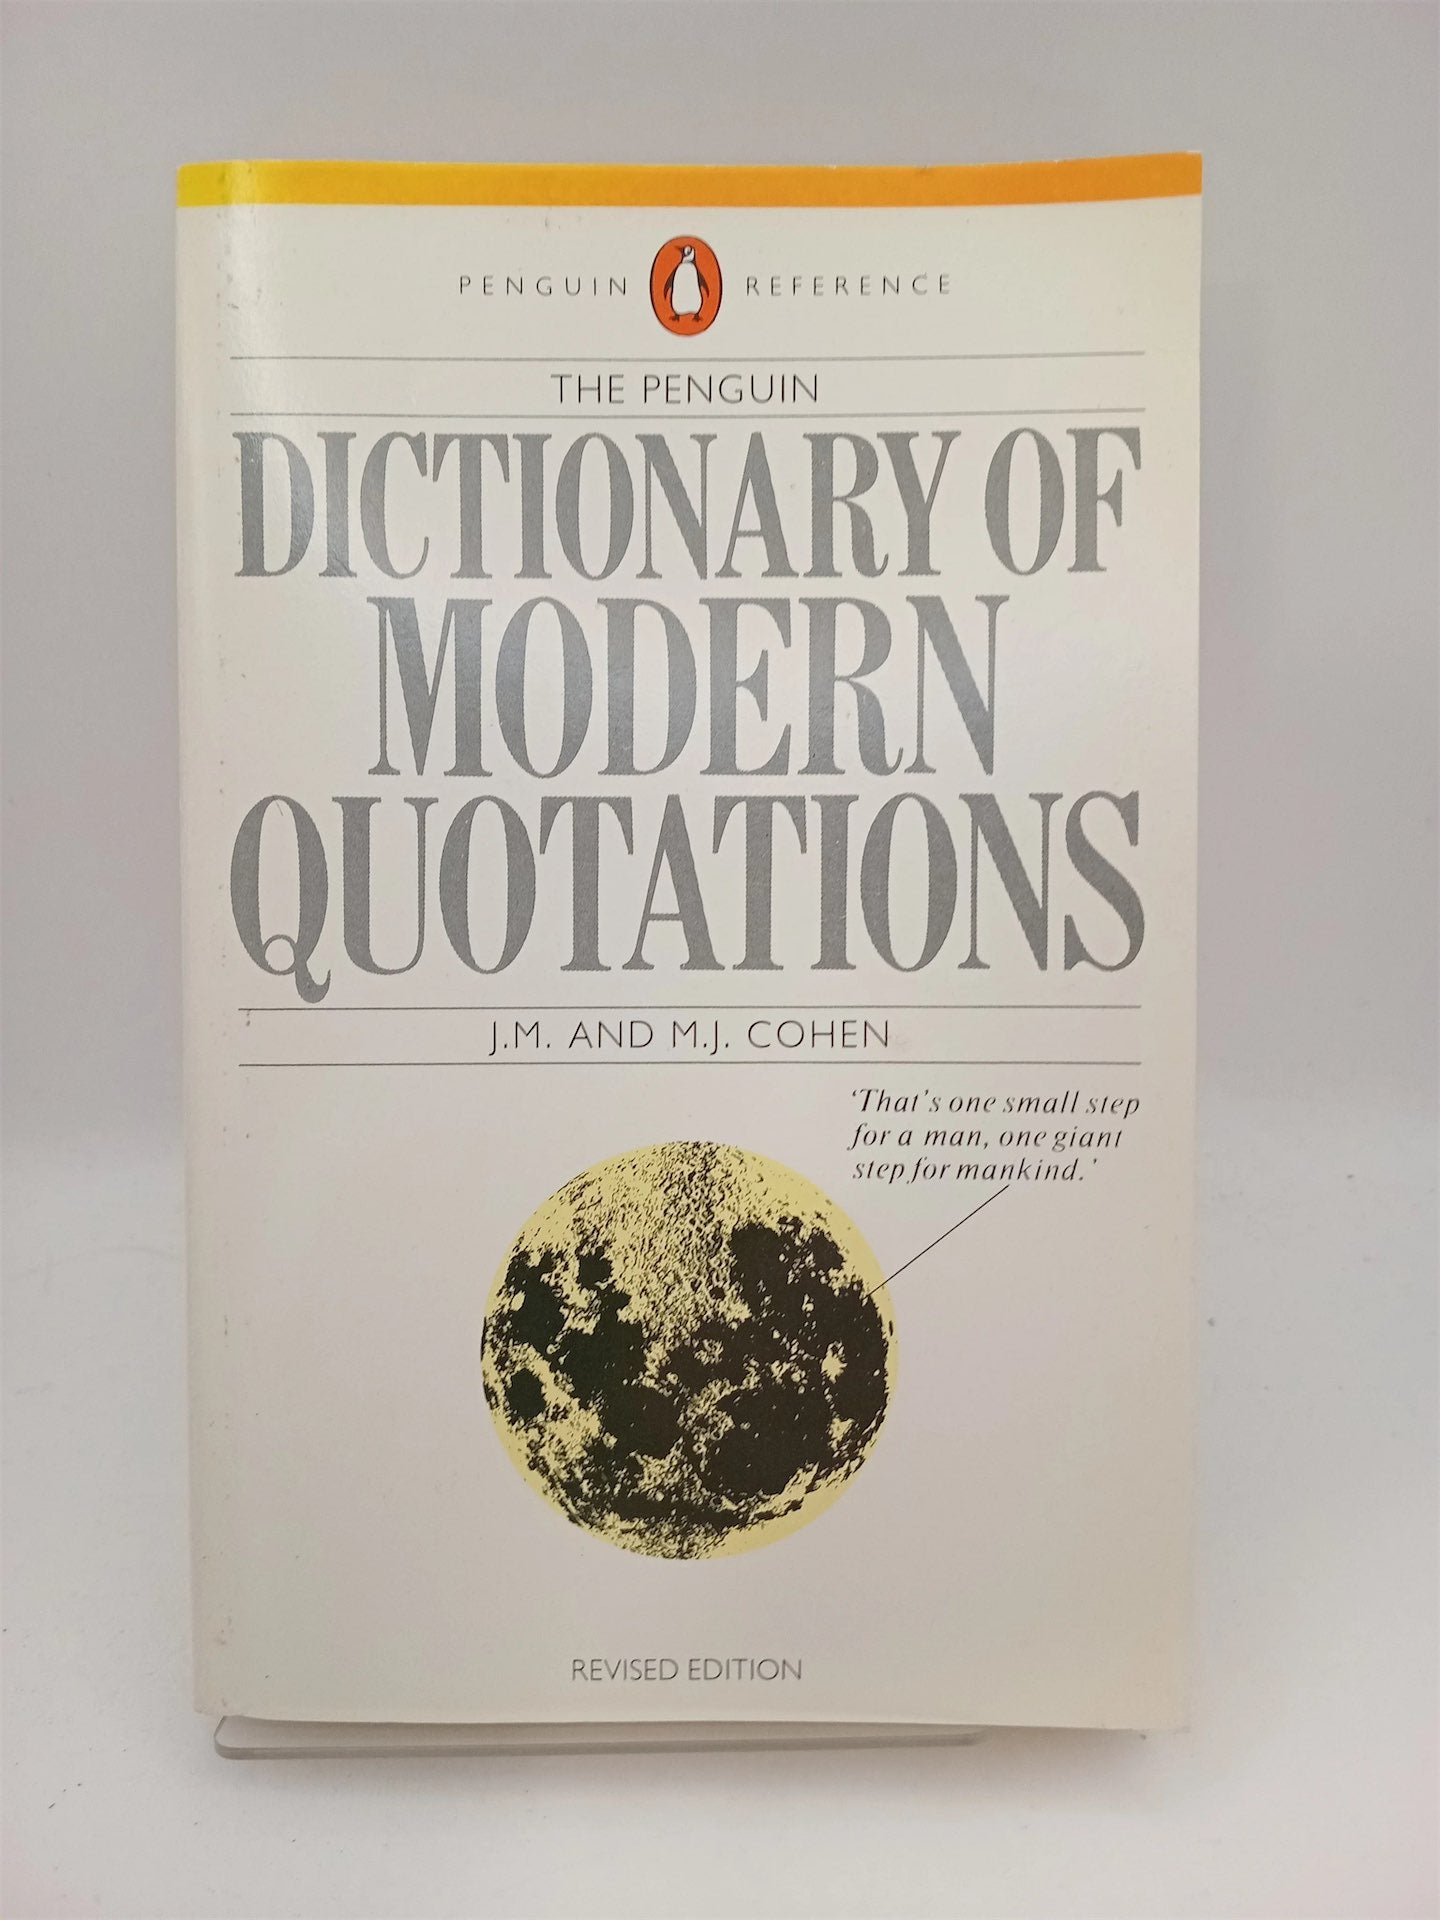 PENGUIN REFERENCE
THE PENGUIN
DICTIONARY OF
MODERN
QUOTATIONS
J.M. AND M.J. COHEN
‘That’s one small step
for a man, one giant
step for mankind.’
REVISED EDITION